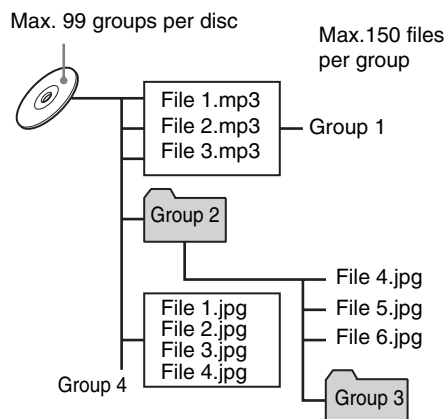 Max. 99 groups per disc
Max.150 files
per group
File 1.mp3
File 2.mp3
File 3.mp3
Group 1
Group 2
File 4.jpg
File 5.jpg
File 6.jpg
Group 3
File 1.jpg
File 2.jpg
File 3.jpg
File 4.jpg
Group 4